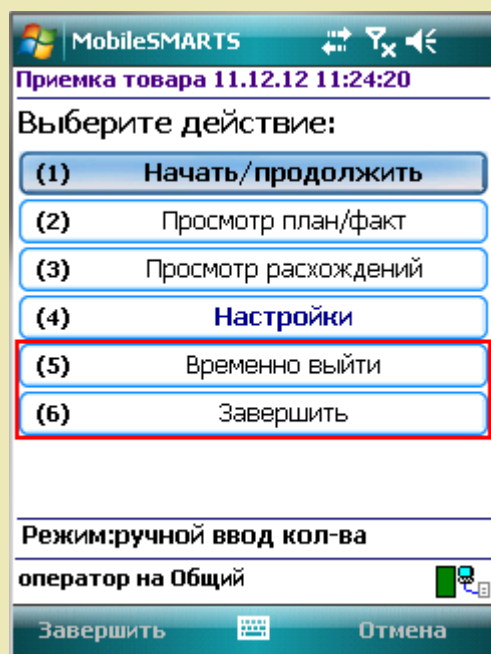 MobileSMARTS
Приемка товара 11.12.12 11:24:20
Выберите действие:
(1) Начать/продолжить
(2) Просмотр план/факт
(3) Просмотр расхождений
(4) Настройки
(5) Временно выйти
(6) Завершить
Режим:ручной ввод кол-ва
оператор на Общий
Завершить Отмена